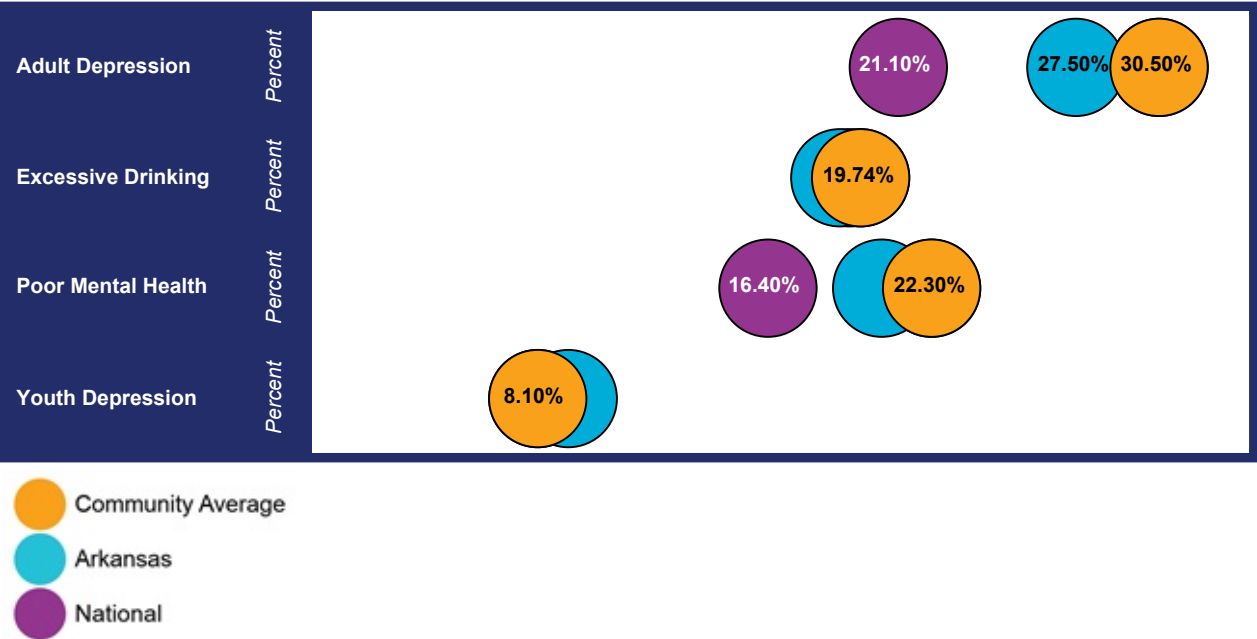 Adult Depression Percent 21.10% 27.50% 30.50%
Excessive Drinking Percent 19.74%
Poor Mental Health Percent 16.40% 22.30%
Youth Depression Percent 8.10%
Community Average
Arkansas
National